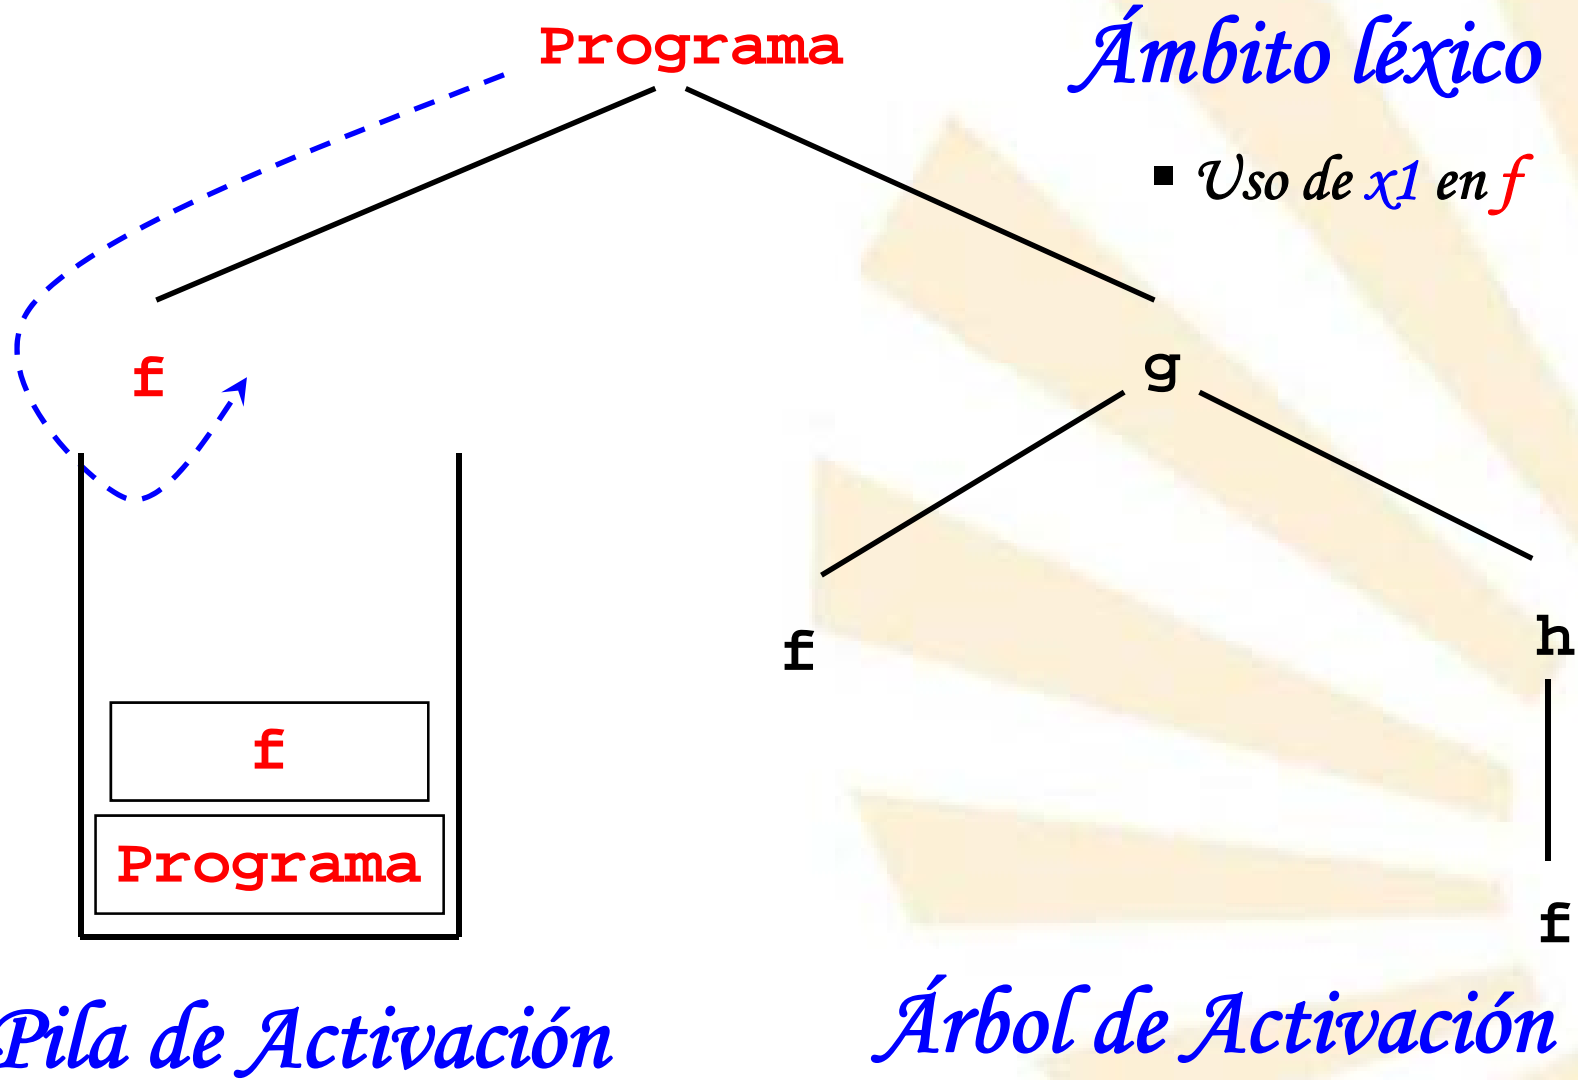 Programa
Ámbito léxico
▪ Uso de x1 en f
f
g
f
h
f
Programa
f
Pila de Activación
Árbol de Activación